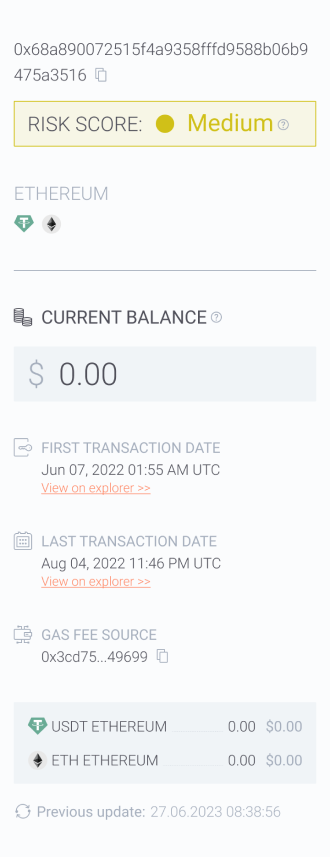 0x68a890072515f4a9358fffd9588b06b9
475a3516
RISK SCORE: Medium ?
ETHEREUM
CURRENT BALANCE ?
$ 0.00
FIRST TRANSACTION DATE
Jun 07, 2022 01:55 AM UTC
View on explorer >>
LAST TRANSACTION DATE
Aug 04, 2022 11:46 PM UTC
View on explorer >>
GAS FEE SOURCE
0x3cd75...49699
USDT ETHEREUM 0.00 $0.00
ETH ETHEREUM 0.00 $0.00
Previous update: 27.06.2023 08:38:56